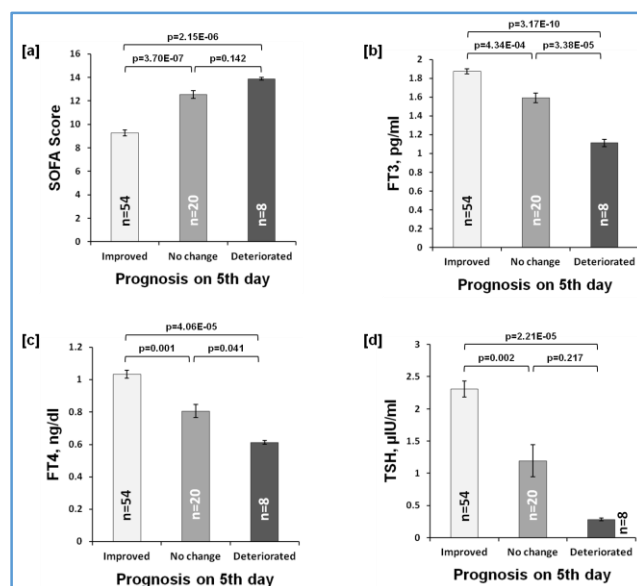 [a]
p=2.15E-06
p=3.70E-07 p=0.142
SOFA Score
16
14
12
10
8
6
4
2
0
n=54 n=20 n=8
Improved No change Deteriorated
Prognosis on 5th day
[b]
p=3.17E-10
p=4.34E-04 p=3.38E-05
FT3, pg/ml
2
1.8
1.6
1.4
1.2
1
0.8
0.6
0.4
0.2
0
n=54 n=20 n=8
Improved No change Deteriorated
Prognosis on 5th day
[c]
p=4.06E-05
p=0.001 p=0.041
FT4, ng/dl
1.2
1
0.8
0.6
0.4
0.2
0
n=54 n=20 n=8
Improved No change Deteriorated
Prognosis on 5th day
[d]
p=2.21E-05
p=0.002 p=0.217
TSH, µIU/ml
3
2.5
2
1.5
1
0.5
0
n=54 n=20 n=8
Improved No change Deteriorated
Prognosis on 5th day